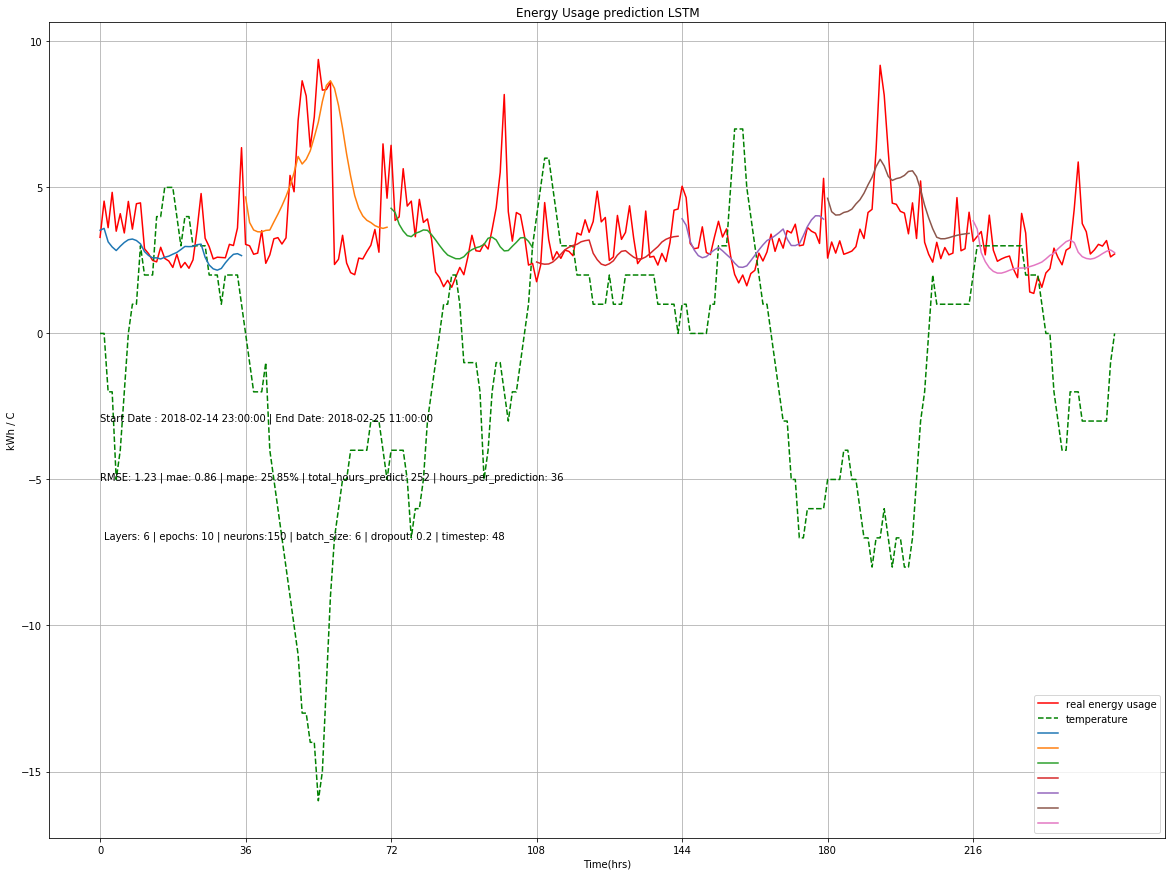 Energy Usage prediction LSTM
10
5
0
−5
−10
−15
kWh / C
Start Date : 2018-02-14 23:00:00 | End Date: 2018-02-25 11:00:00
RMSE: 1.23 | mae: 0.86 | mape: 25.85% | total_hours_predict: 252 | hours_per_prediction: 36
Layers: 6 | epochs: 10 | neurons:150 | batch_size: 6 | dropout: 0.2 | timestep: 48
real energy usage
temperature
0 36 72 108 144 180 216
Time(hrs)